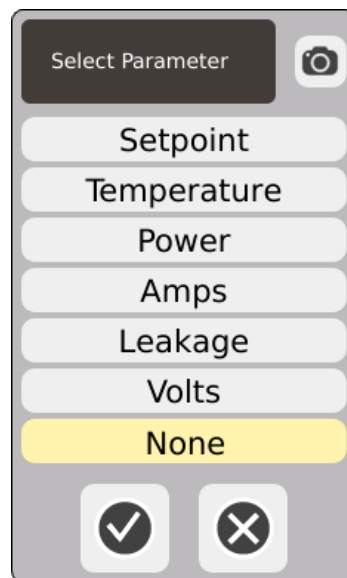 Select Parameter
Setpoint
Temperature
Power
Amps
Leakage
Volts
None